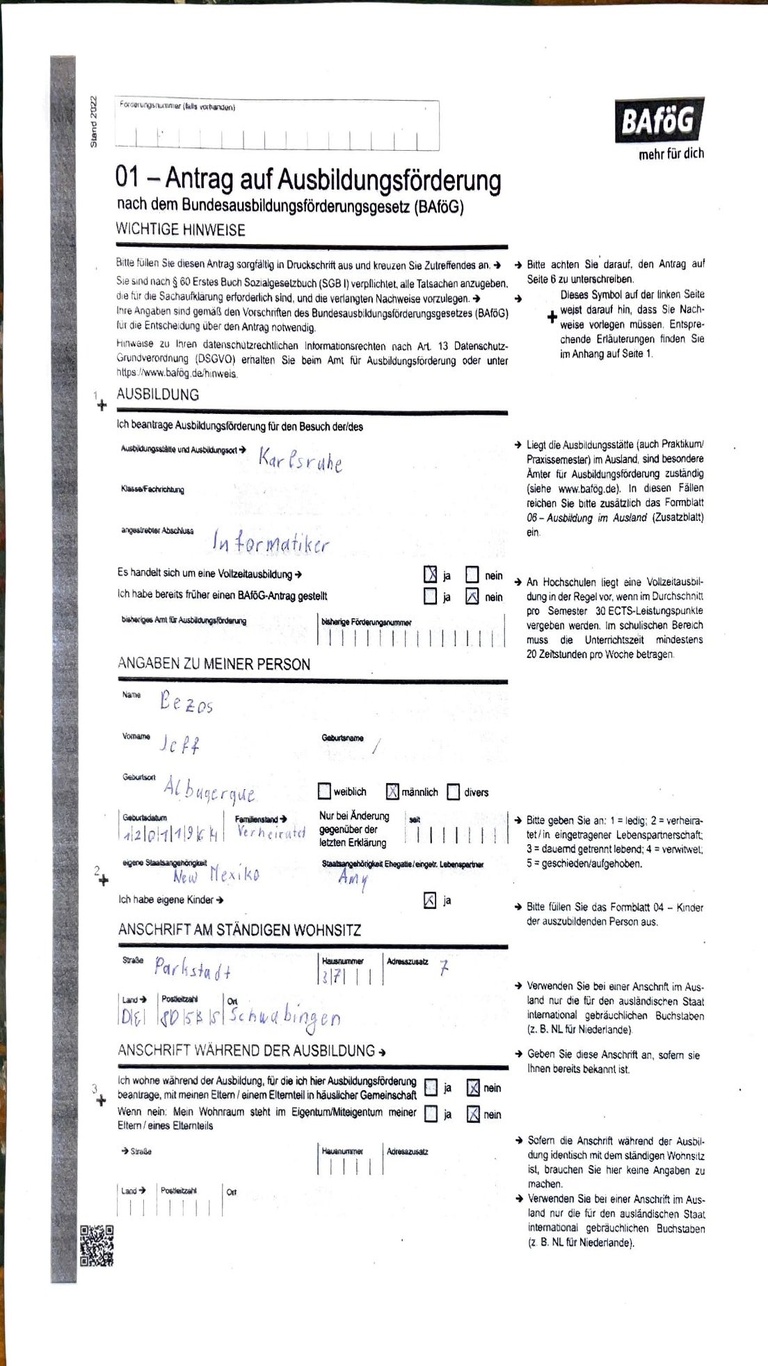 Stand 2022
Förderungsnummer (falls vorhanden)
BAföG
mehr für dich
01 – Antrag auf Ausbildungsförderung
nach dem Bundesausbildungsförderungsgesetz (BAföG)
WICHTIGE HINWEISE
Bitte füllen Sie diesen Antrag sorgfältig in Druckschrift aus und kreuzen Sie Zutreffendes an. →
Sie sind nach § 60 Erstes Buch Sozialgesetzbuch (SGB I) verpflichtet, alle Tatsachen anzugeben,
die für die Sachaufklärung erforderlich sind, und die verlangten Nachweise vorzulegen. →
Ihre Angaben sind gemäß den Vorschriften des Bundesausbildungsförderungsgesetzes (BAföG)
für die Entscheidung über den Antrag notwendig.
Hinweise zu Ihren datenschutzrechtlichen Informationsrechten nach Art. 13 Datenschutz-
Grundverordnung (DSGVO) erhalten Sie beim Amt für Ausbildungsförderung oder unter
https://www.bafög.de/hinweis.
→ Bitte achten Sie darauf, den Antrag auf
Seite 6 zu unterschreiben.
→ Dieses Symbol auf der linken Seite
+ weist darauf hin, dass Sie Nach-
weise vorlegen müssen. Entspre-
chende Erläuterungen finden Sie
im Anhang auf Seite 1.
1 + AUSBILDUNG
Ich beantrage Ausbildungsförderung für den Besuch der/des
Ausbildungsstätte und Ausbildungsort → Karlsruhe
Klasse/Fachrichtung
angestrebter Abschluss Informatiker
→ Liegt die Ausbildungsstätte (auch Praktikum/
Praxissemester) im Ausland, sind besondere
Ämter für Ausbildungsförderung zuständig
(siehe www.bafög.de). In diesen Fällen
reichen Sie bitte zusätzlich das Formblatt
06 – Ausbildung im Ausland (Zusatzblatt)
ein.
Es handelt sich um eine Vollzeitausbildung → X ja nein
Ich habe bereits früher einen BAföG-Antrag gestellt ja X nein
bisheriges Amt für Ausbildungsförderung bisherige Förderungsnummer
→ An Hochschulen liegt eine Vollzeitausbil-
dung in der Regel vor, wenn im Durchschnitt
pro Semester 30 ECTS-Leistungspunkte
vergeben werden. Im schulischen Bereich
muss die Unterrichtszeit mindestens
20 Zeitstunden pro Woche betragen.
ANGABEN ZU MEINER PERSON
Name Bezos
Vorname Jeff Geburtsname /
Geburtsort Albuqerque weiblich X männlich divers
Geburtsdatum Familienstand → Nur bei Änderung seit
12011964 Verheiratet gegenüber der
letzten Erklärung
→ Bitte geben Sie an: 1 = ledig; 2 = verheira-
tet/in eingetragener Lebenspartnerschaft;
3 = dauernd getrennt lebend; 4 = verwitwet;
5 = geschieden/aufgehoben.
2 + eigene Staatsangehörigkeit Staatsangehörigkeit Ehegatte/eingetr. Lebenspartner
New Mexiko Amy
Ich habe eigene Kinder → X ja
→ Bitte füllen Sie das Formblatt 04 – Kinder
der auszubildenden Person aus.
ANSCHRIFT AM STÄNDIGEN WOHNSITZ
Straße Parkstadt Hausnummer 37 Adresszusatz 7
Land → Postleitzahl Ort
DE Schwabingen
→ Verwenden Sie bei einer Anschrift im Aus-
land nur die für den ausländischen Staat
international gebräuchlichen Buchstaben
(z. B. NL für Niederlande).
ANSCHRIFT WÄHREND DER AUSBILDUNG →
→ Geben Sie diese Anschrift an, sofern sie
Ihnen bereits bekannt ist.
3 + Ich wohne während der Ausbildung, für die ich hier Ausbildungsförderung
beantrage, mit meinen Eltern / einem Elternteil in häuslicher Gemeinschaft ja X nein
Wenn nein: Mein Wohnraum steht im Eigentum/Miteigentum meiner
Eltern / eines Elternteils ja X nein
→ Straße Hausnummer Adresszusatz
Land → Postleitzahl Ort
→ Sofern die Anschrift während der Ausbil-
dung identisch mit dem ständigen Wohnsitz
ist, brauchen Sie hier keine Angaben zu
machen.
→ Verwenden Sie bei einer Anschrift im Aus-
land nur die für den ausländischen Staat
international gebräuchlichen Buchstaben
(z. B. NL für Niederlande).